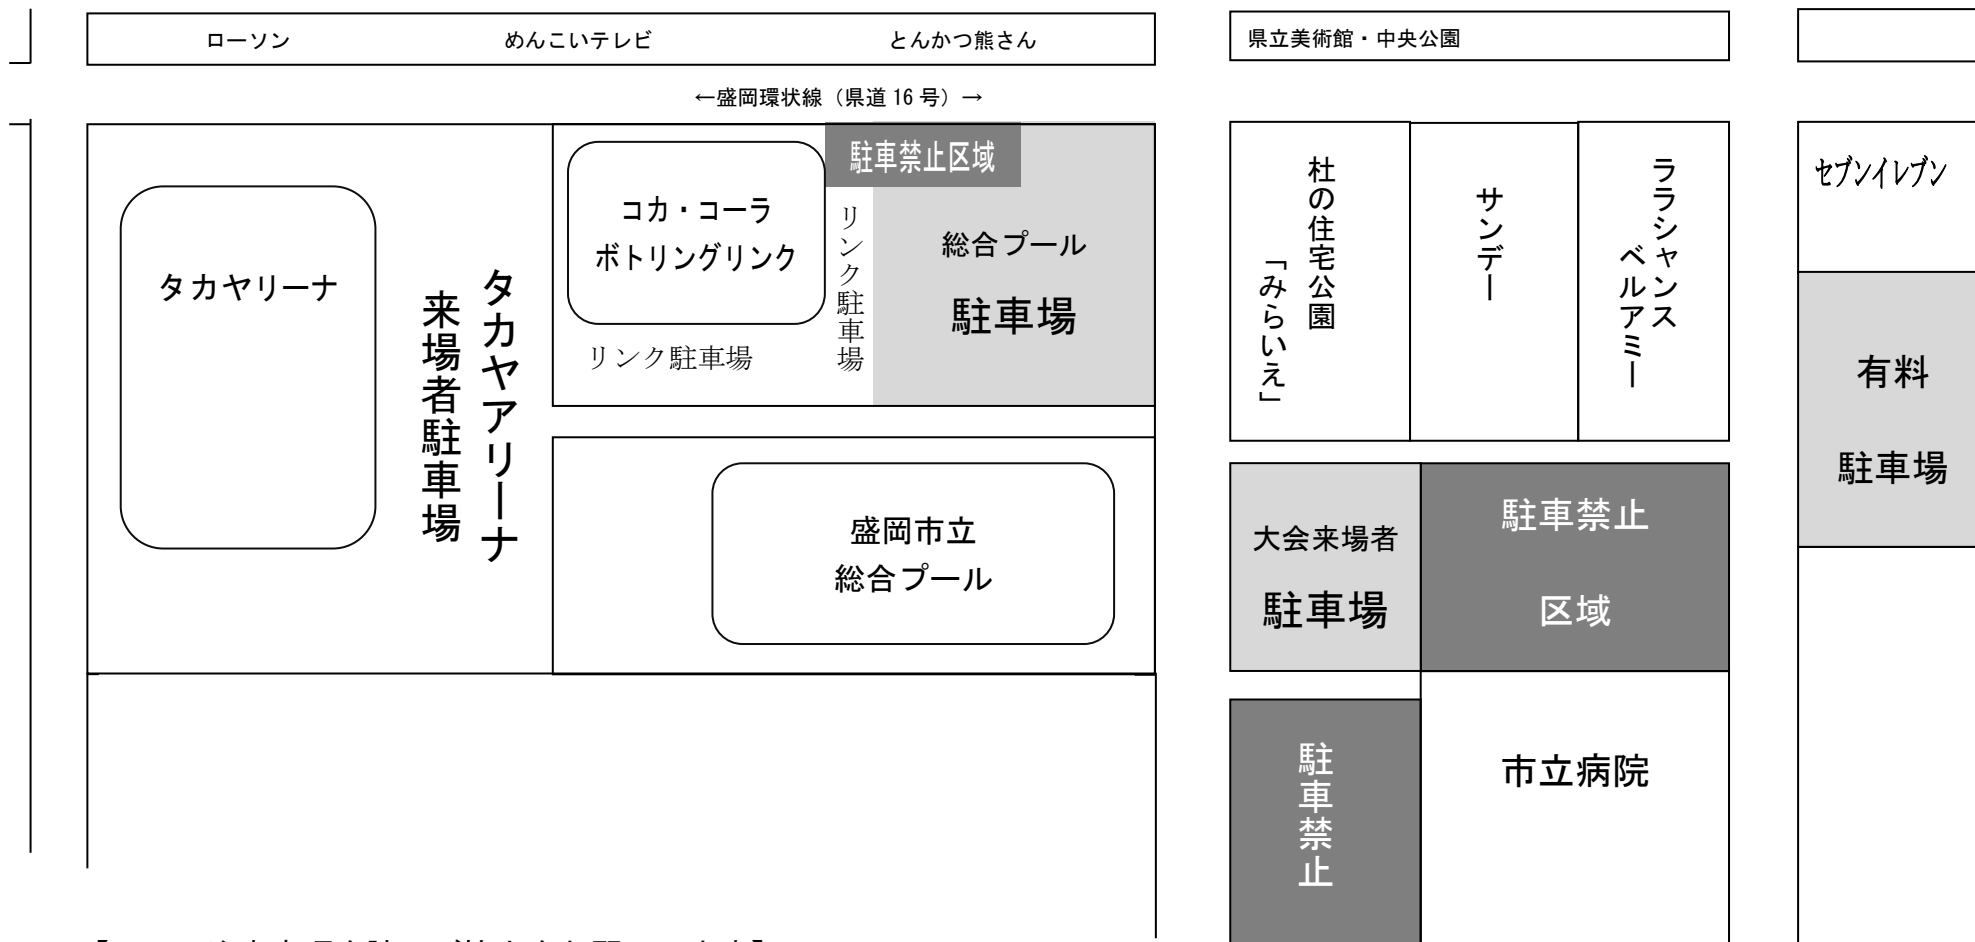 ローソン
めんこいテレビ
とんかつ熊さん
県立美術館・中央公園
←盛岡環状線（県道 16 号）→
タカヤリーナ
タカヤアリーナ
来場者駐車場
コカ・コーラ
ボトリングリンク
リンク駐車場
リンク駐車場
駐車禁止区域
総合プール
駐車場
盛岡市立
総合プール
杜の住宅公園
「みらいえ」
サンデー
ララシャンス
ベルアミー
セブンイレブン
有料
駐車場
大会来場者
駐車場
駐車禁止
区域
駐車禁止
市立病院